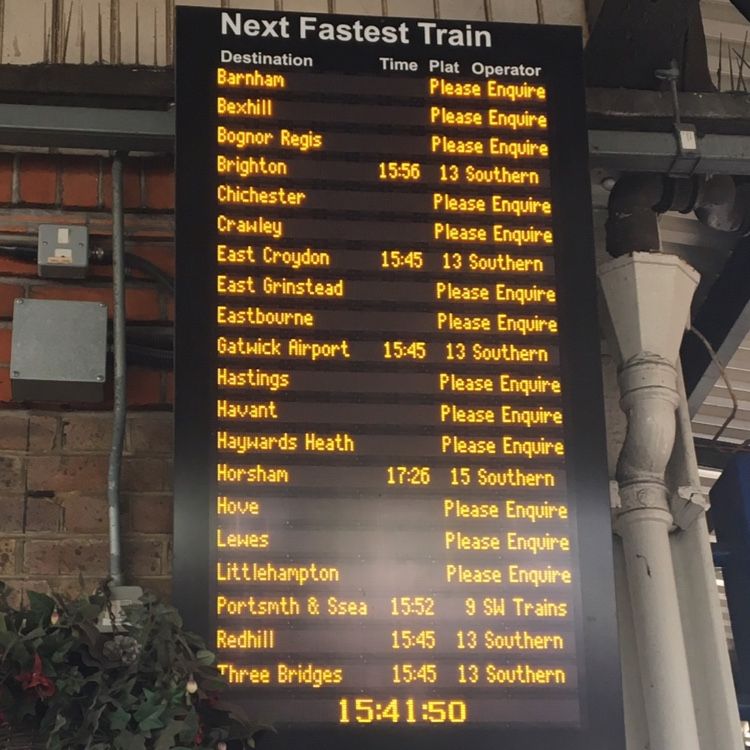 Next Fastest Train
Destination Time Plat Operator
Barnham Please Enquire
Bexhill Please Enquire
Bognor Regis Please Enquire
Brighton 15:56 13 Southern
Chichester Please Enquire
Crawley Please Enquire
East Croydon 15:45 13 Southern
East Grinstead Please Enquire
Eastbourne Please Enquire
Gatwick Airport 15:45 13 Southern
Hastings Please Enquire
Havant Please Enquire
Haywards Heath Please Enquire
Horsham 17:26 15 Southern
Hove Please Enquire
Lewes Please Enquire
Littlehampton Please Enquire
Portsmth & Ssea 15:52 9 SW Trains
Redhill 15:45 13 Southern
Three Bridges 15:45 13 Southern
15:41:50